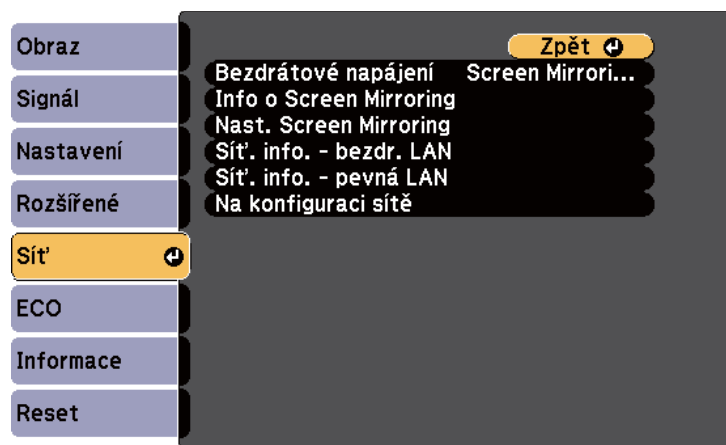 Obraz
Signál
Nastavení
Rozšířené
Síť
ECO
Informace
Reset
Zpět
Bezdrátové napájení Screen Mirrori...
Info o Screen Mirroring
Nast. Screen Mirroring
Síť. info. - bezdr. LAN
Síť. info. - pevná LAN
Na konfiguraci sítě